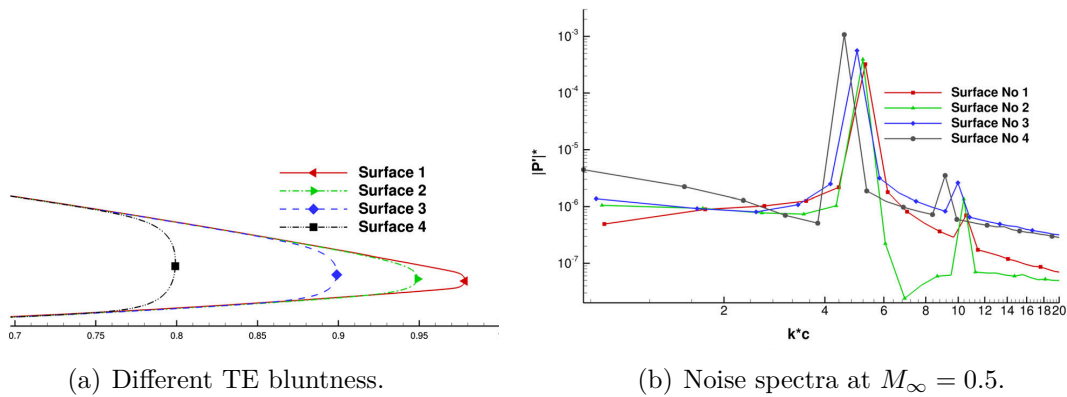 Surface 1
Surface 2
Surface 3
Surface 4
0.7 0.75 0.8 0.85 0.9 0.95
(a) Different TE bluntness.
|P'|*
10^-3
10^-4
10^-5
10^-6
10^-7
Surface No 1
Surface No 2
Surface No 3
Surface No 4
2 4 6 8 10 12 14 16 18 20
k*c
(b) Noise spectra at M∞ = 0.5.